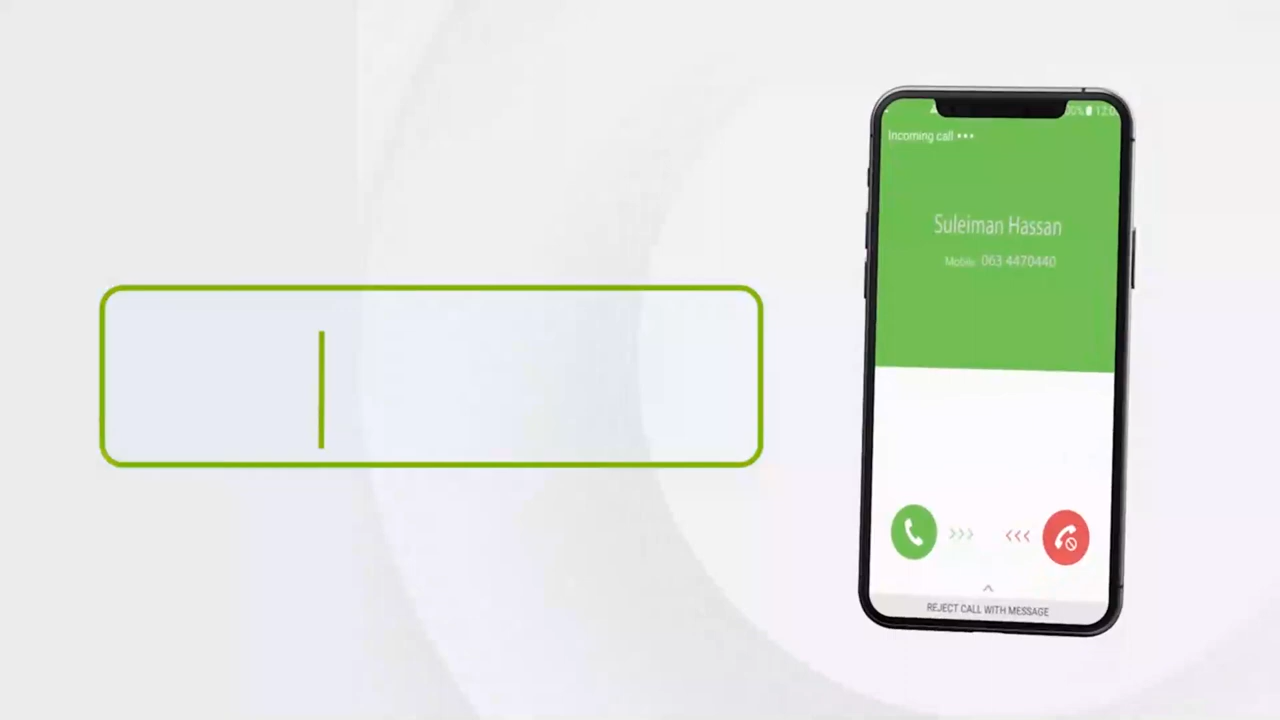 Incoming call •••
Suleiman Hassan
Mobile: 063 4470440
REJECT CALL WITH MESSAGE